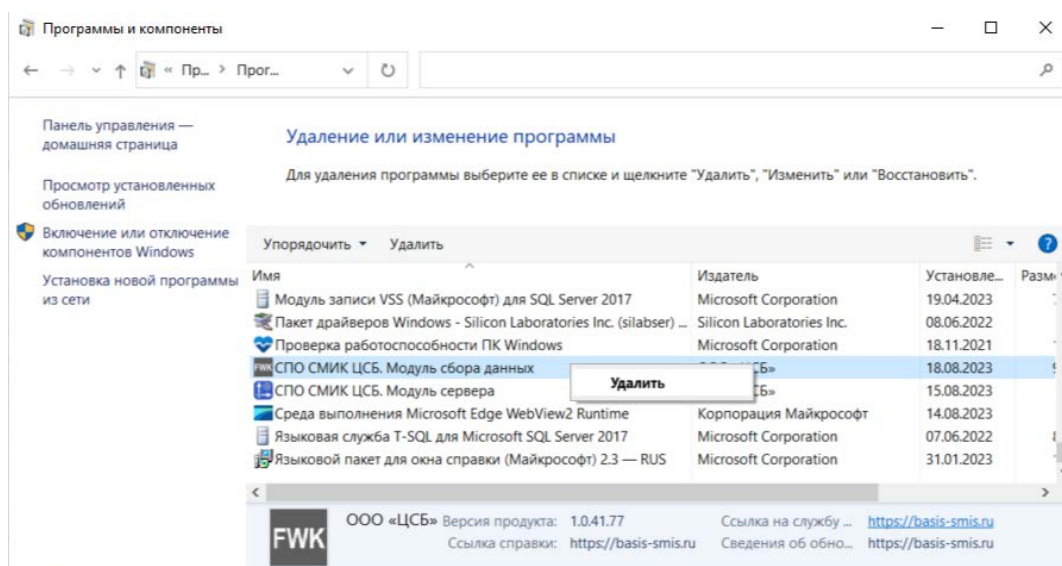 Программы и компоненты
« Пр... > Прог...
Панель управления —
домашняя страница
Просмотр установленных
обновлений
Включение или отключение
компонентов Windows
Установка новой программы
из сети
Удаление или изменение программы
Для удаления программы выберите ее в списке и щелкните "Удалить", "Изменить" или "Восстановить".
Упорядочить Удалить
Имя Издатель Установле...
Модуль записи VSS (Майкрософт) для SQL Server 2017 Microsoft Corporation 19.04.2023
Пакет драйверов Windows - Silicon Laboratories Inc. (silabser) ... Silicon Laboratories Inc. 08.06.2022
Проверка работоспособности ПК Windows Microsoft Corporation 18.11.2021
FWK СПО СМИК ЦСБ. Модуль сбора данных 18.08.2023
Удалить
СПО СМИК ЦСБ. Модуль сервера 15.08.2023
Среда выполнения Microsoft Edge WebView2 Runtime Корпорация Майкрософт 14.08.2023
Языковая служба T-SQL для Microsoft SQL Server 2017 Microsoft Corporation 07.06.2022
Языковой пакет для окна справки (Майкрософт) 2.3 — RUS Microsoft Corporation 31.01.2023
FWK
ООО «ЦСБ» Версия продукта: 1.0.41.77 Ссылка на службу ... https://basis-smis.ru
Ссылка справки: https://basis-smis.ru Сведения об обно... https://basis-smis.ru